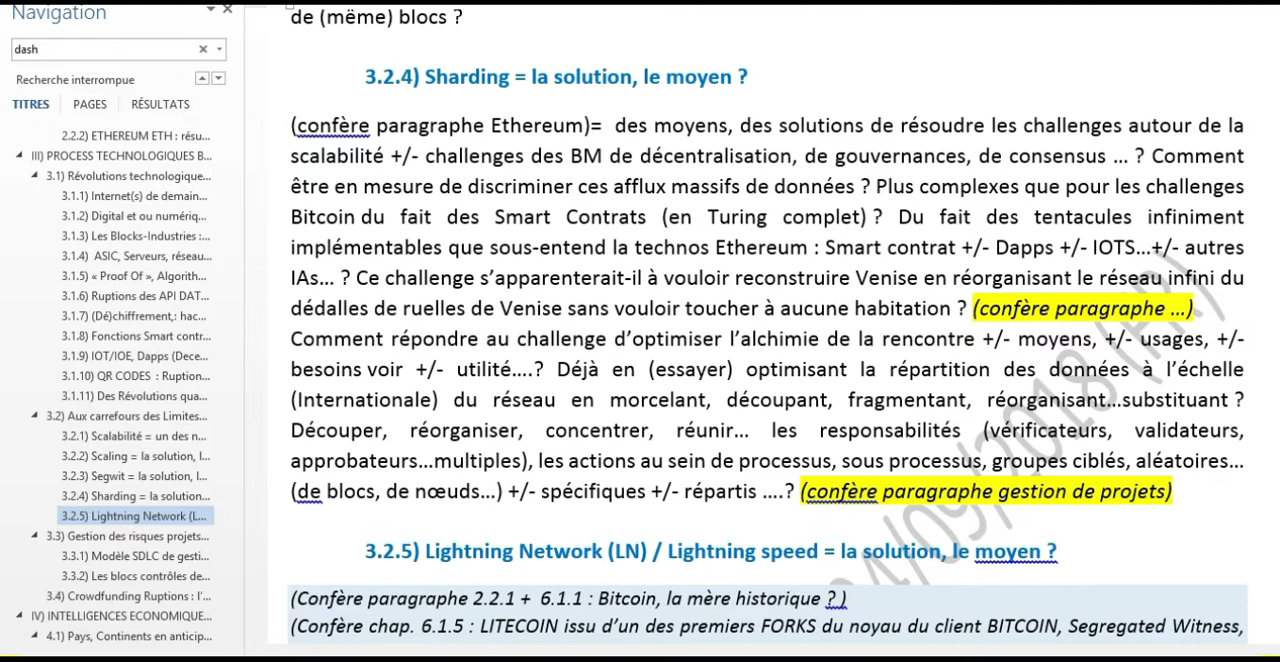 Navigation
dash
Recherche interrompue
TITRES PAGES RÉSULTATS
2.2.2) ETHEREUM ETH : résu...
III) PROCESS TECHNOLOGIQUES B...
3.1) Révolutions technologique...
3.1.1) Internet(s) de demain...
3.1.2) Digital et ou numériq...
3.1.3) Les Blocks-Industries :...
3.1.4) ASIC, Serveurs, réseau...
3.1.5) « Proof Of », Algorith...
3.1.6) Ruptions des API DAT...
3.1.7) (Dé)chiffrement,: hac...
3.1.8) Fonctions Smart contr...
3.1.9) IOT/IOE, Dapps (Dece...
3.1.10) QR CODES : Ruption...
3.1.11) Des Révolutions qua...
3.2) Aux carrefours des Limites...
3.2.1) Scalabilité = un des n...
3.2.2) Scaling = la solution, l...
3.2.3) Segwit = la solution, l...
3.2.4) Sharding = la solution...
3.2.5) Lightning Network (L...
3.3) Gestion des risques projets...
3.3.1) Modèle SDLC de gesti...
3.3.2) Les blocs contrôles de...
3.4) Crowdfunding Ruptions : l'...
IV) INTELLIGENCES ECONOMIQUE...
4.1) Pays, Continents en anticip...
de (même) blocs ?
3.2.4) Sharding = la solution, le moyen ?
(confère paragraphe Ethereum)= des moyens, des solutions de résoudre les challenges autour de la
scalabilité +/- challenges des BM de décentralisation, de gouvernances, de consensus ... ? Comment
être en mesure de discriminer ces afflux massifs de données ? Plus complexes que pour les challenges
Bitcoin du fait des Smart Contrats (en Turing complet) ? Du fait des tentacules infiniment
implémentables que sous-entend la technos Ethereum : Smart contrat +/- Dapps +/- IOTS...+/- autres
IAs... ? Ce challenge s'apparenterait-il à vouloir reconstruire Venise en réorganisant le réseau infini du
dédalles de ruelles de Venise sans vouloir toucher à aucune habitation ? (confère paragraphe ...)
Comment répondre au challenge d'optimiser l'alchimie de la rencontre +/- moyens, +/- usages, +/-
besoins voir +/- utilité....? Déjà en (essayer) optimisant la répartition des données à l'échelle
(Internationale) du réseau en morcelant, découpant, fragmentant, réorganisant...substituant ?
Découper, réorganiser, concentrer, réunir... les responsabilités (vérificateurs, validateurs,
approbateurs...multiples), les actions au sein de processus, sous processus, groupes ciblés, aléatoires...
(de blocs, de nœuds...) +/- spécifiques +/- répartis ....? (confère paragraphe gestion de projets)
3.2.5) Lightning Network (LN) / Lightning speed = la solution, le moyen ?
(Confère paragraphe 2.2.1 + 6.1.1 : Bitcoin, la mère historique ? )
(Confère chap. 6.1.5 : LITECOIN issu d'un des premiers FORKS du noyau du client BITCOIN, Segregated Witness,